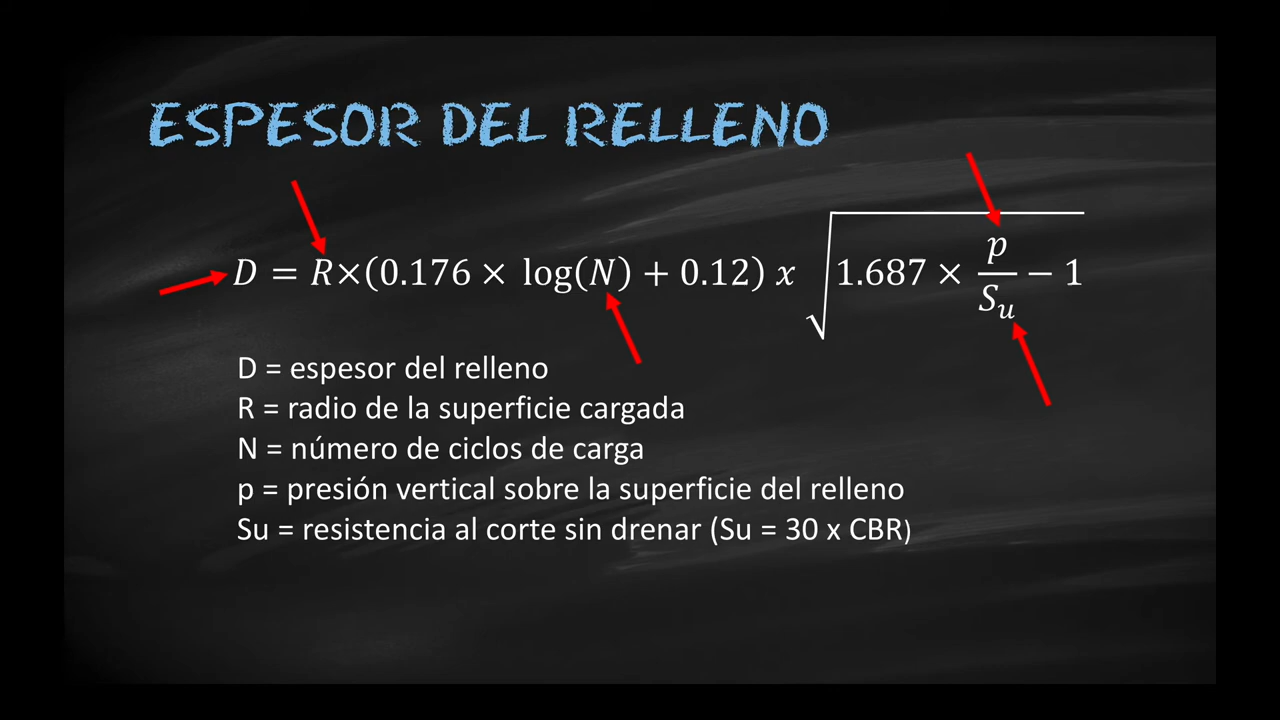 ESPESOR DEL RELLENO
D = R×(0.176 × log(N) + 0.12) x √(1.687 × p/Sᵤ − 1)
D = espesor del relleno
R = radio de la superficie cargada
N = número de ciclos de carga
p = presión vertical sobre la superficie del relleno
Su = resistencia al corte sin drenar (Su = 30 x CBR)